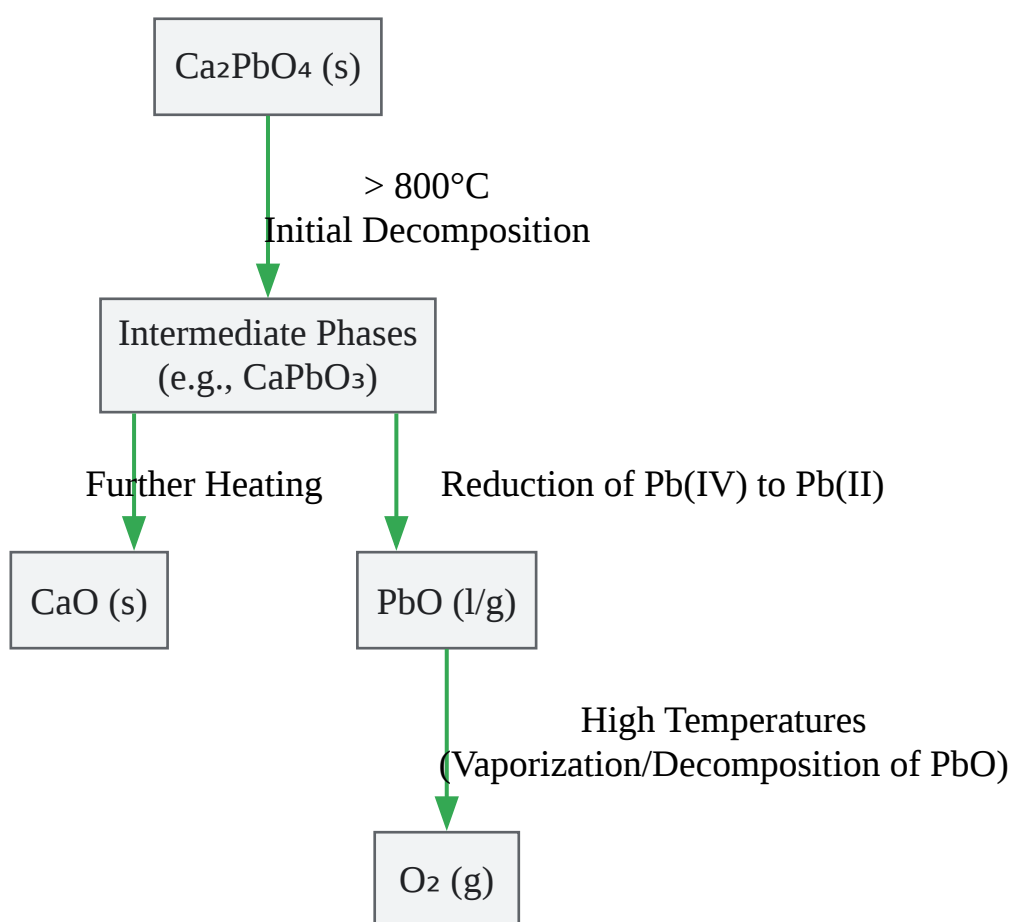 Ca₂PbO₄ (s)
> 800°C
Initial Decomposition
Intermediate Phases
(e.g., CaPbO₃)
Further Heating
Reduction of Pb(IV) to Pb(II)
CaO (s)
PbO (l/g)
High Temperatures
(Vaporization/Decomposition of PbO)
O₂ (g)